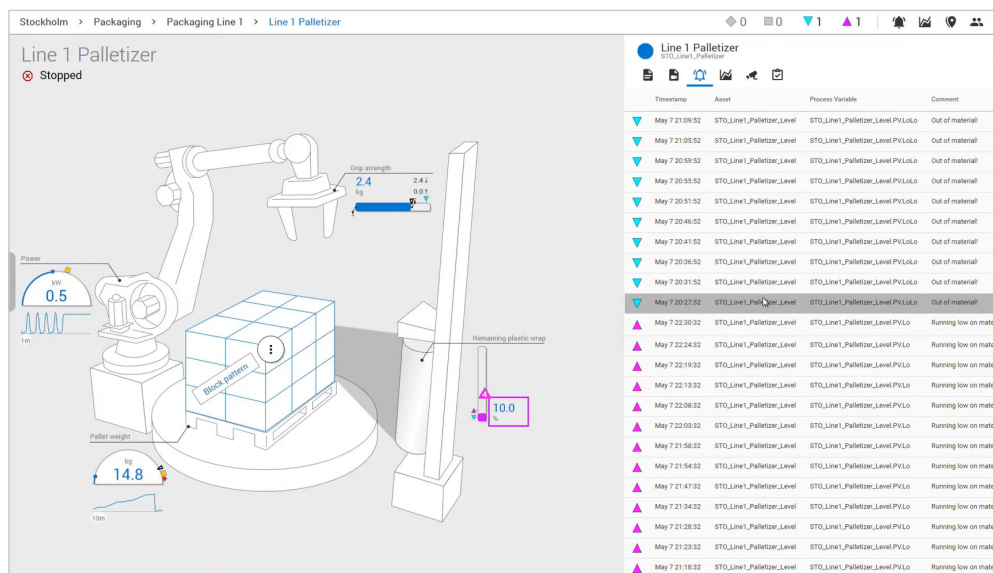 Stockholm > Packaging > Packaging Line 1 > Line 1 Palletizer
0 0 1 1
Line 1 Palletizer
Stopped
Grip strength
2.4
kg
2.4
0.0
Power
kW
0.5
1m
Block pattern
Remaining plastic wrap
10.0
%
Pallet weight
kg
14.8
10m
Line 1 Palletizer
STO_Line1_Palletizer
Timestamp Asset Process Variable Comment
May 7 21:09:52 STO_Line1_Palletizer_Level STO_Line1_Palletizer_Level.PV.LoLo Out of material!
May 7 21:05:52 STO_Line1_Palletizer_Level STO_Line1_Palletizer_Level.PV.LoLo Out of material!
May 7 20:59:52 STO_Line1_Palletizer_Level STO_Line1_Palletizer_Level.PV.LoLo Out of material!
May 7 20:55:52 STO_Line1_Palletizer_Level STO_Line1_Palletizer_Level.PV.LoLo Out of material!
May 7 20:51:52 STO_Line1_Palletizer_Level STO_Line1_Palletizer_Level.PV.LoLo Out of material!
May 7 20:46:52 STO_Line1_Palletizer_Level STO_Line1_Palletizer_Level.PV.LoLo Out of material!
May 7 20:41:52 STO_Line1_Palletizer_Level STO_Line1_Palletizer_Level.PV.LoLo Out of material!
May 7 20:36:52 STO_Line1_Palletizer_Level STO_Line1_Palletizer_Level.PV.LoLo Out of material!
May 7 20:31:52 STO_Line1_Palletizer_Level STO_Line1_Palletizer_Level.PV.LoLo Out of material!
May 7 20:27:52 STO_Line1_Palletizer_Level STO_Line1_Palletizer_Level.PV.LoLo Out of material!
May 7 22:30:32 STO_Line1_Palletizer_Level STO_Line1_Palletizer_Level.PV.Lo Running low on mate
May 7 22:24:32 STO_Line1_Palletizer_Level STO_Line1_Palletizer_Level.PV.Lo Running low on mate
May 7 22:19:32 STO_Line1_Palletizer_Level STO_Line1_Palletizer_Level.PV.Lo Running low on mate
May 7 22:13:32 STO_Line1_Palletizer_Level STO_Line1_Palletizer_Level.PV.Lo Running low on mate
May 7 22:08:32 STO_Line1_Palletizer_Level STO_Line1_Palletizer_Level.PV.Lo Running low on mate
May 7 22:03:32 STO_Line1_Palletizer_Level STO_Line1_Palletizer_Level.PV.Lo Running low on mate
May 7 21:58:32 STO_Line1_Palletizer_Level STO_Line1_Palletizer_Level.PV.Lo Running low on mate
May 7 21:54:32 STO_Line1_Palletizer_Level STO_Line1_Palletizer_Level.PV.Lo Running low on mate
May 7 21:47:32 STO_Line1_Palletizer_Level STO_Line1_Palletizer_Level.PV.Lo Running low on mate
May 7 21:34:32 STO_Line1_Palletizer_Level STO_Line1_Palletizer_Level.PV.Lo Running low on mate
May 7 21:28:32 STO_Line1_Palletizer_Level STO_Line1_Palletizer_Level.PV.Lo Running low on mate
May 7 21:23:32 STO_Line1_Palletizer_Level STO_Line1_Palletizer_Level.PV.Lo Running low on mate
May 7 21:18:32 STO_Line1_Palletizer_Level STO_Line1_Palletizer_Level.PV.Lo Running low on mate